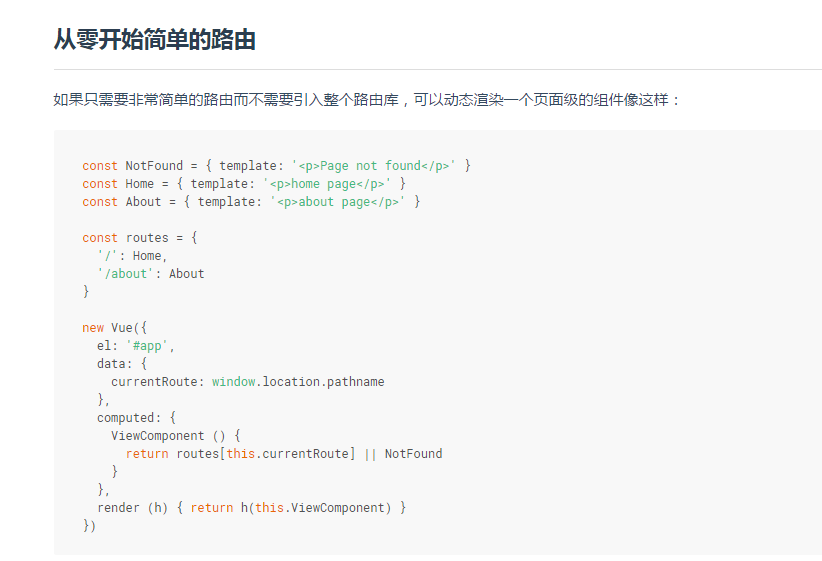 从零开始简单的路由
如果只需要非常简单的路由而不需要引入整个路由库，可以动态渲染一个页面级的组件像这样：
const NotFound = { template: '<p>Page not found</p>' }
const Home = { template: '<p>home page</p>' }
const About = { template: '<p>about page</p>' }
const routes = {
  '/': Home,
  '/about': About
}
new Vue({
  el: '#app',
  data: {
    currentRoute: window.location.pathname
  },
  computed: {
    ViewComponent () {
      return routes[this.currentRoute] || NotFound
    }
  },
  render (h) { return h(this.ViewComponent) }
})